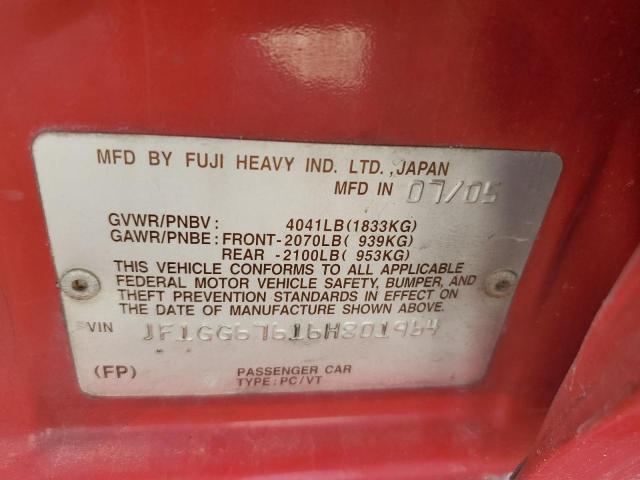 MFD BY FUJI HEAVY IND. LTD. ,JAPAN
MFD IN 07/05
GVWR/PNBV : 4041LB(1833KG)
GAWR/PNBE : FRONT-2070LB( 939KG)
REAR -2100LB( 953KG)
THIS VEHICLE CONFORMS TO ALL APPLICABLE
FEDERAL MOTOR VEHICLE SAFETY, BUMPER, AND
THEFT PREVENTION STANDARDS IN EFFECT ON
THE DATE OF MANUFACTURE SHOWN ABOVE.
VIN JF1GG67616H801964
(FP) PASSENGER CAR
TYPE : PC/VT